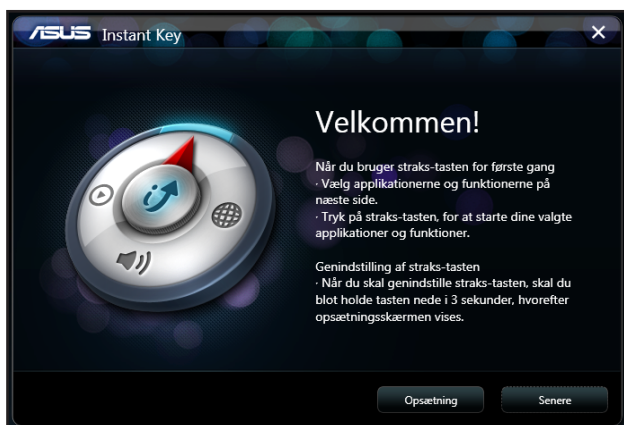 ASUS Instant Key
Velkommen!
Når du bruger straks-tasten for første gang
· Vælg applikationerne og funktionerne på
næste side.
· Tryk på straks-tasten, for at starte dine valgte
applikationer og funktioner.
Genindstilling af straks-tasten
· Når du skal genindstille straks-tasten, skal du
blot holde tasten nede i 3 sekunder, hvorefter
opsætningsskærmen vises.
Opsætning Senere